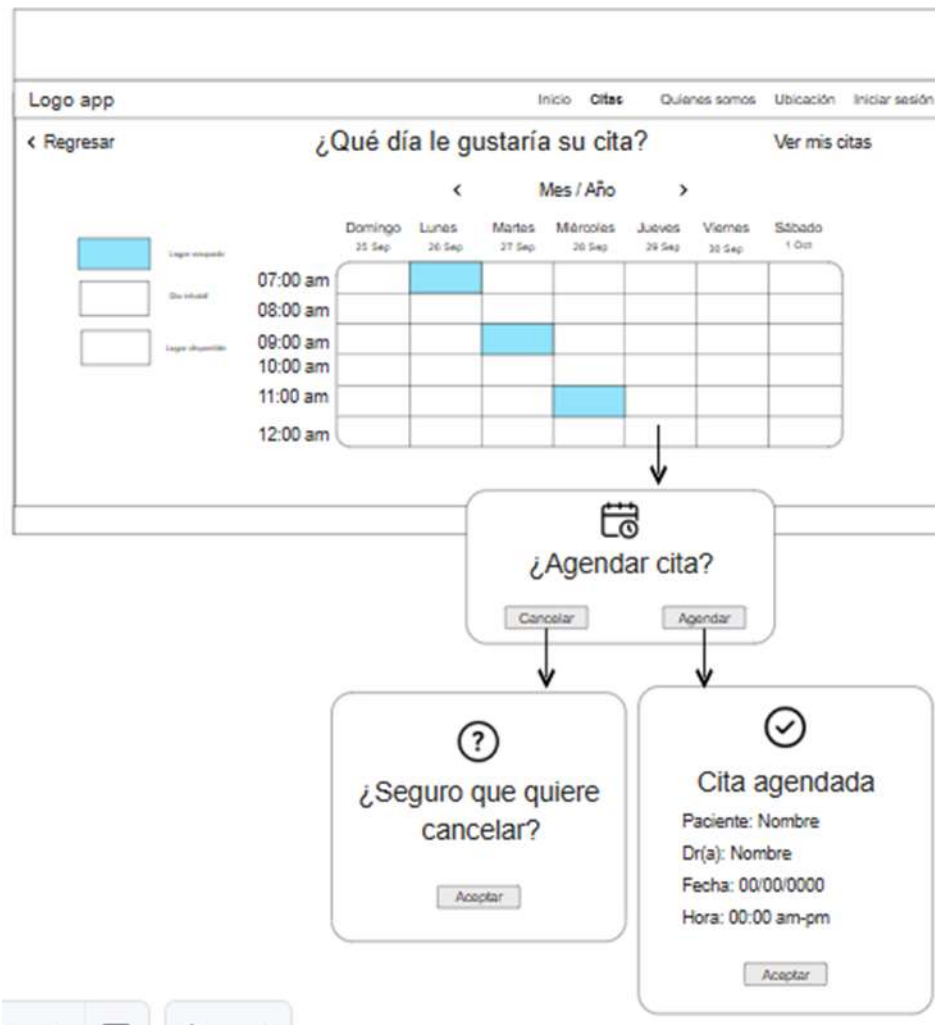 Logo app
Inicio Citas Quienes somos Ubicación Iniciar sesión
< Regresar
¿Qué día le gustaría su cita?
Ver mis citas
< Mes / Año >
Domingo Lunes Martes Miércoles Jueves Viernes Sábado
25 Sep 26 Sep 27 Sep 28 Sep 29 Sep 30 Sep 1 Oct
Lugar ocupado
Lugar disponible
07:00 am
08:00 am
09:00 am
10:00 am
11:00 am
12:00 am
¿Agendar cita?
Cancelar Agendar
¿Seguro que quiere
cancelar?
Aceptar
Cita agendada
Paciente: Nombre
Dr(a): Nombre
Fecha: 00/00/0000
Hora: 00:00 am-pm
Aceptar